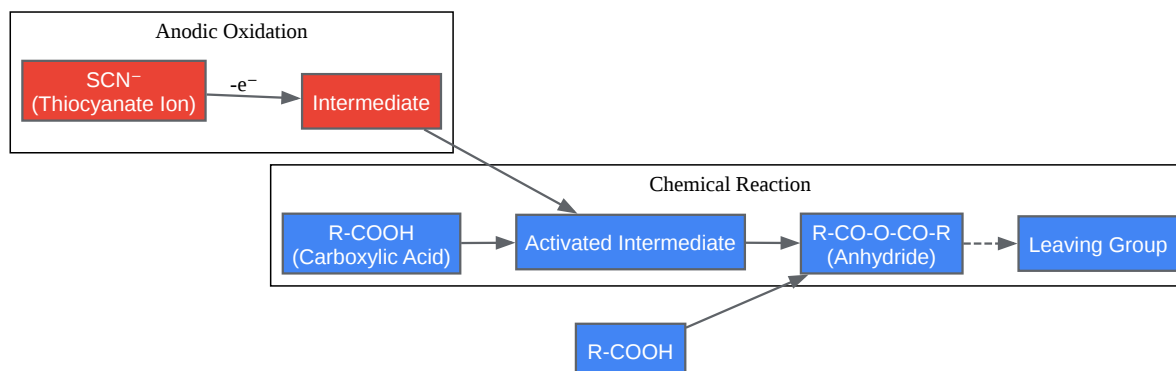 Anodic Oxidation
SCN⁻
(Thiocyanate Ion)
-e⁻
Intermediate
Chemical Reaction
R-COOH
(Carboxylic Acid)
Activated Intermediate
R-CO-O-CO-R
(Anhydride)
Leaving Group
R-COOH